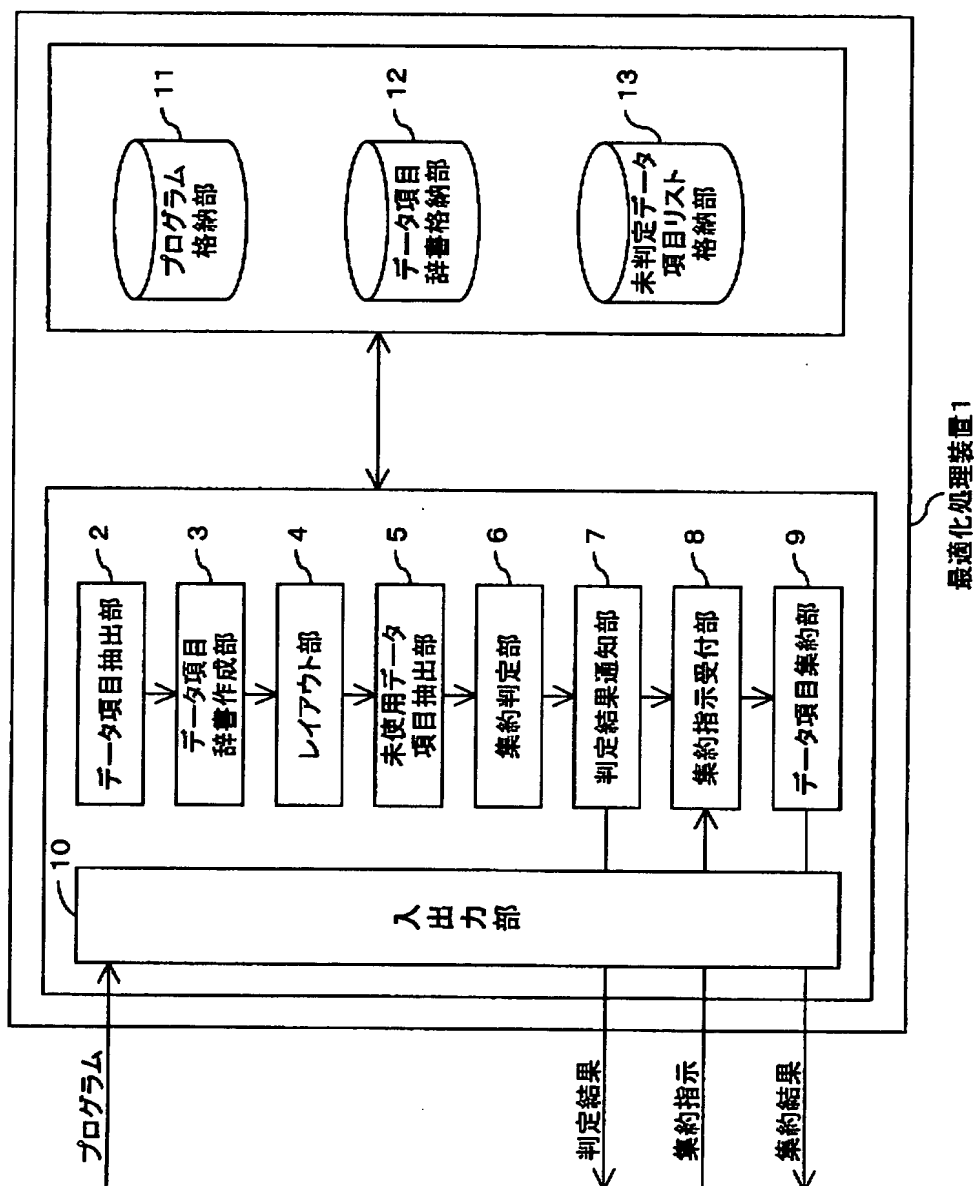 プログラム
判定結果
集約指示
集約結果
10
入出力部
データ項目抽出部
2
データ項目
辞書作成部
3
レイアウト部
4
未使用データ
項目抽出部
5
集約判定部
6
判定結果通知部
7
集約指示受付部
8
データ項目集約部
9
プログラム
格納部
11
データ項目
辞書格納部
12
未判定データ
項目リスト
格納部
13
最適化処理装置1